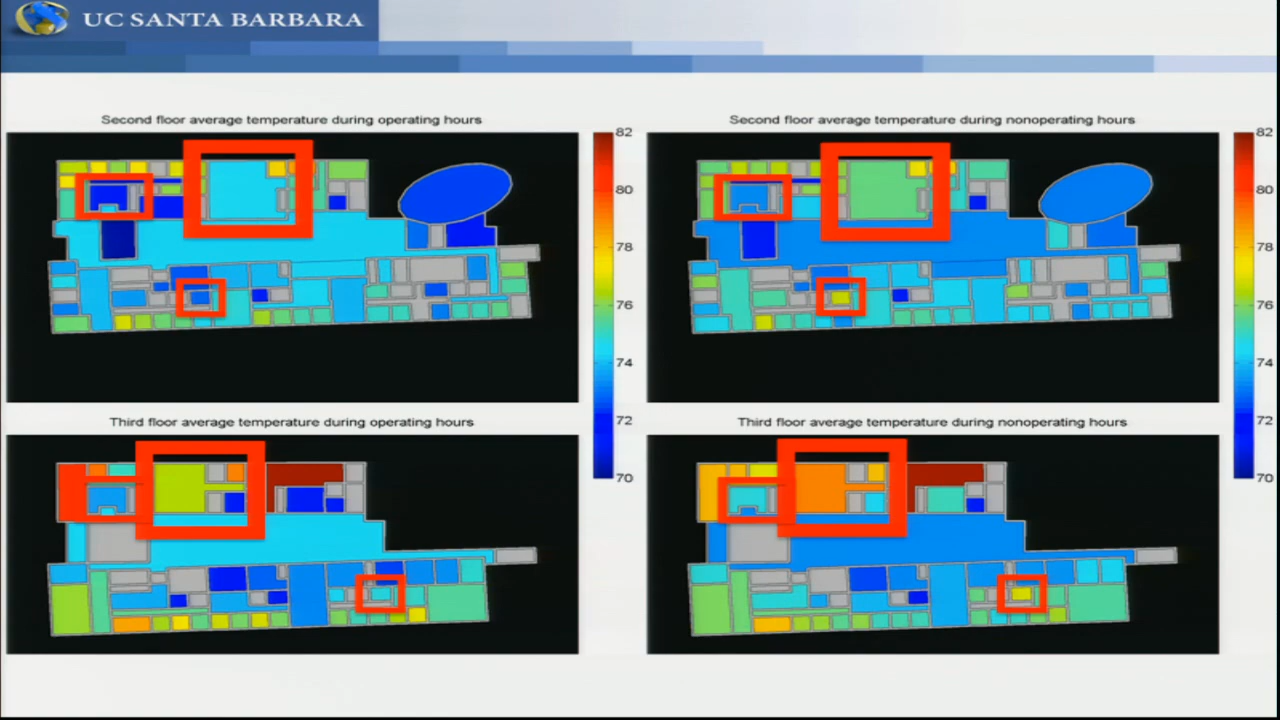 UC SANTA BARBARA
Second floor average temperature during operating hours
Second floor average temperature during nonoperating hours
82
80
78
76
74
72
70
82
80
78
76
74
72
70
Third floor average temperature during operating hours
Third floor average temperature during nonoperating hours